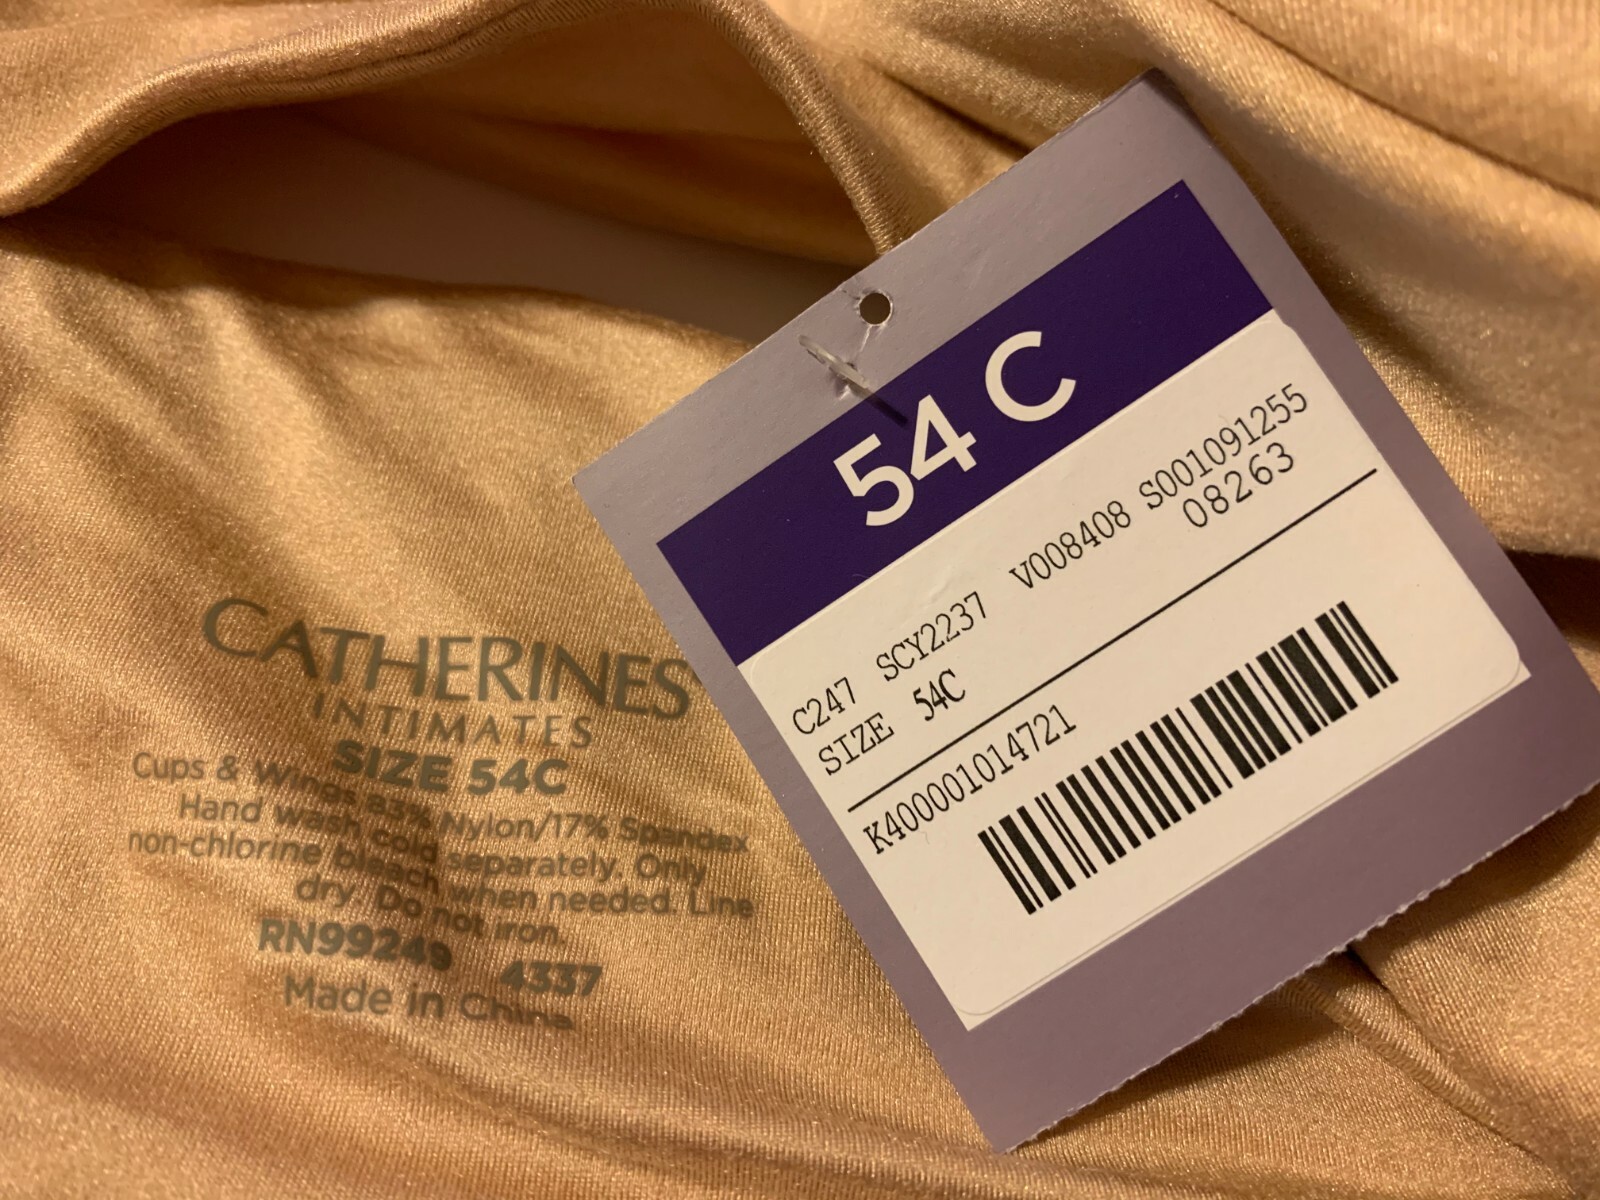 CATHERINES
INTIMATES
SIZE 54C
Cups & Wings 83% Nylon/17% Spandex
Hand wash cold separately. Only
non-chlorine bleach when needed. Line
dry. Do not iron.
RN99249 4337
Made in China
54 C
C247 SCY2237 V008408 S001091255
SIZE 54C 08263
K400001014721